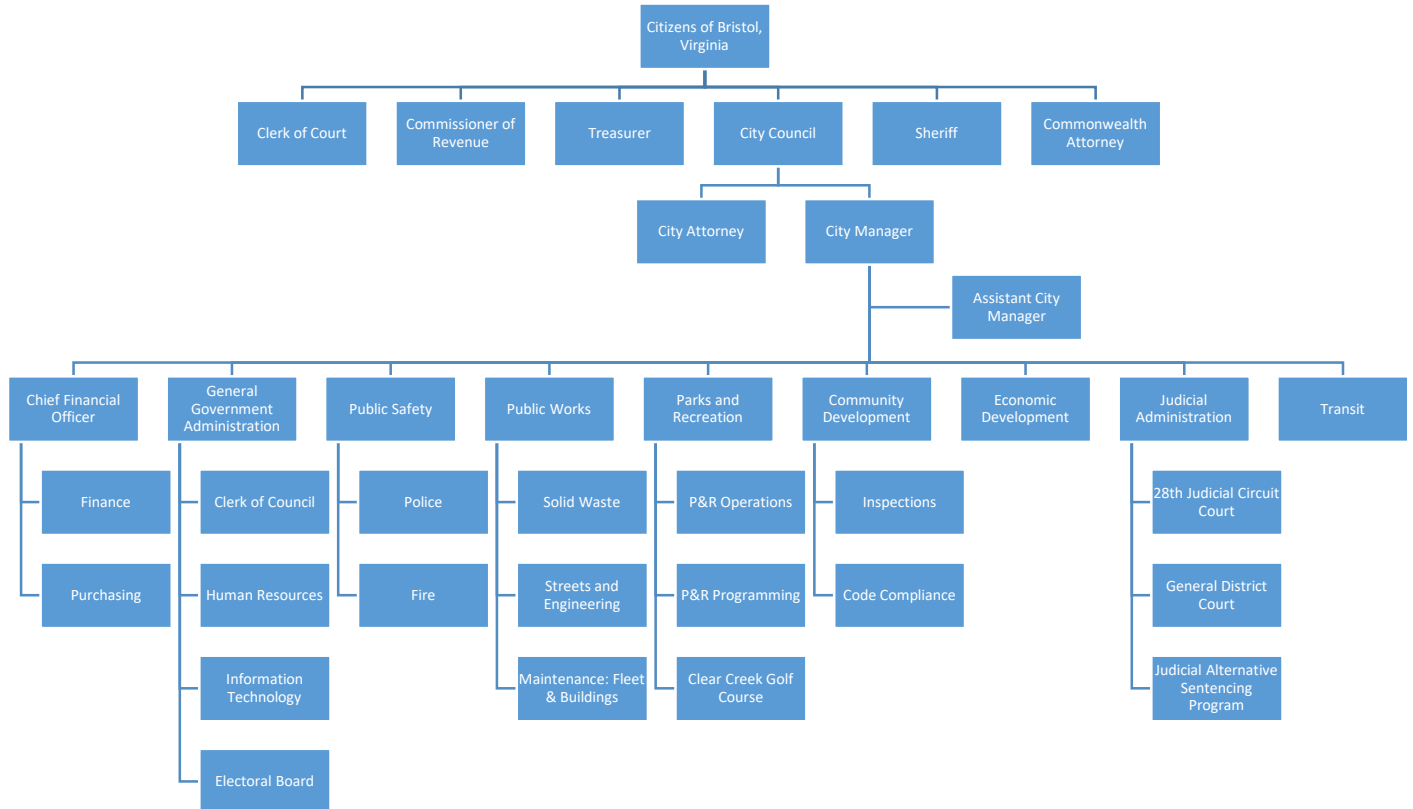 Citizens of Bristol,
Virginia
Clerk of Court
Commissioner of
Revenue
Treasurer
City Council
Sheriff
Commonwealth
Attorney
City Attorney
City Manager
Assistant City
Manager
Chief Financial
Officer
General
Government
Administration
Public Safety
Public Works
Parks and
Recreation
Community
Development
Economic
Development
Judicial
Administration
Transit
Finance
Clerk of Council
Police
Solid Waste
P&R Operations
Inspections
28th Judicial Circuit
Court
Purchasing
Human Resources
Fire
Streets and
Engineering
P&R Programming
Code Compliance
General District
Court
Information
Technology
Maintenance: Fleet
& Buildings
Clear Creek Golf
Course
Judicial Alternative
Sentencing
Program
Electoral Board